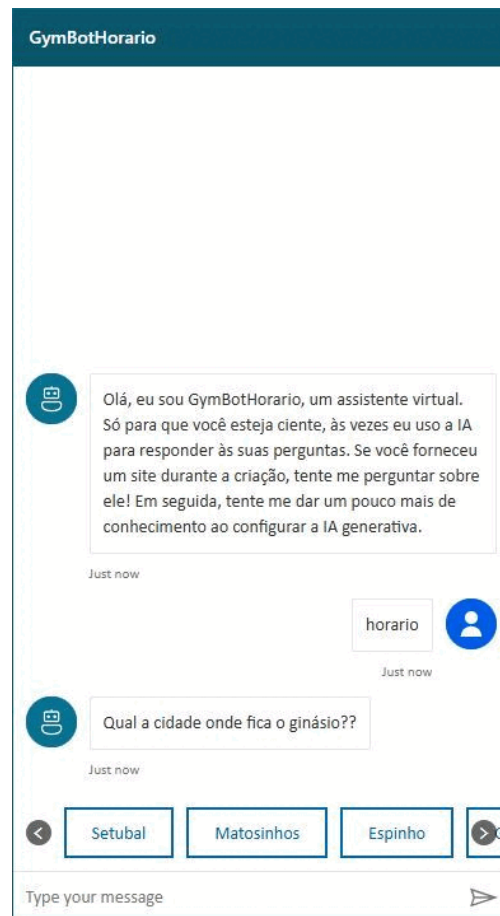 GymBotHorario
Olá, eu sou GymBotHorario, um assistente virtual.
Só para que você esteja ciente, às vezes eu uso a IA
para responder às suas perguntas. Se você forneceu
um site durante a criação, tente me perguntar sobre
ele! Em seguida, tente me dar um pouco mais de
conhecimento ao configurar a IA generativa.
Just now
horario
Just now
Qual a cidade onde fica o ginásio??
Just now
Setubal Matosinhos Espinho
Type your message